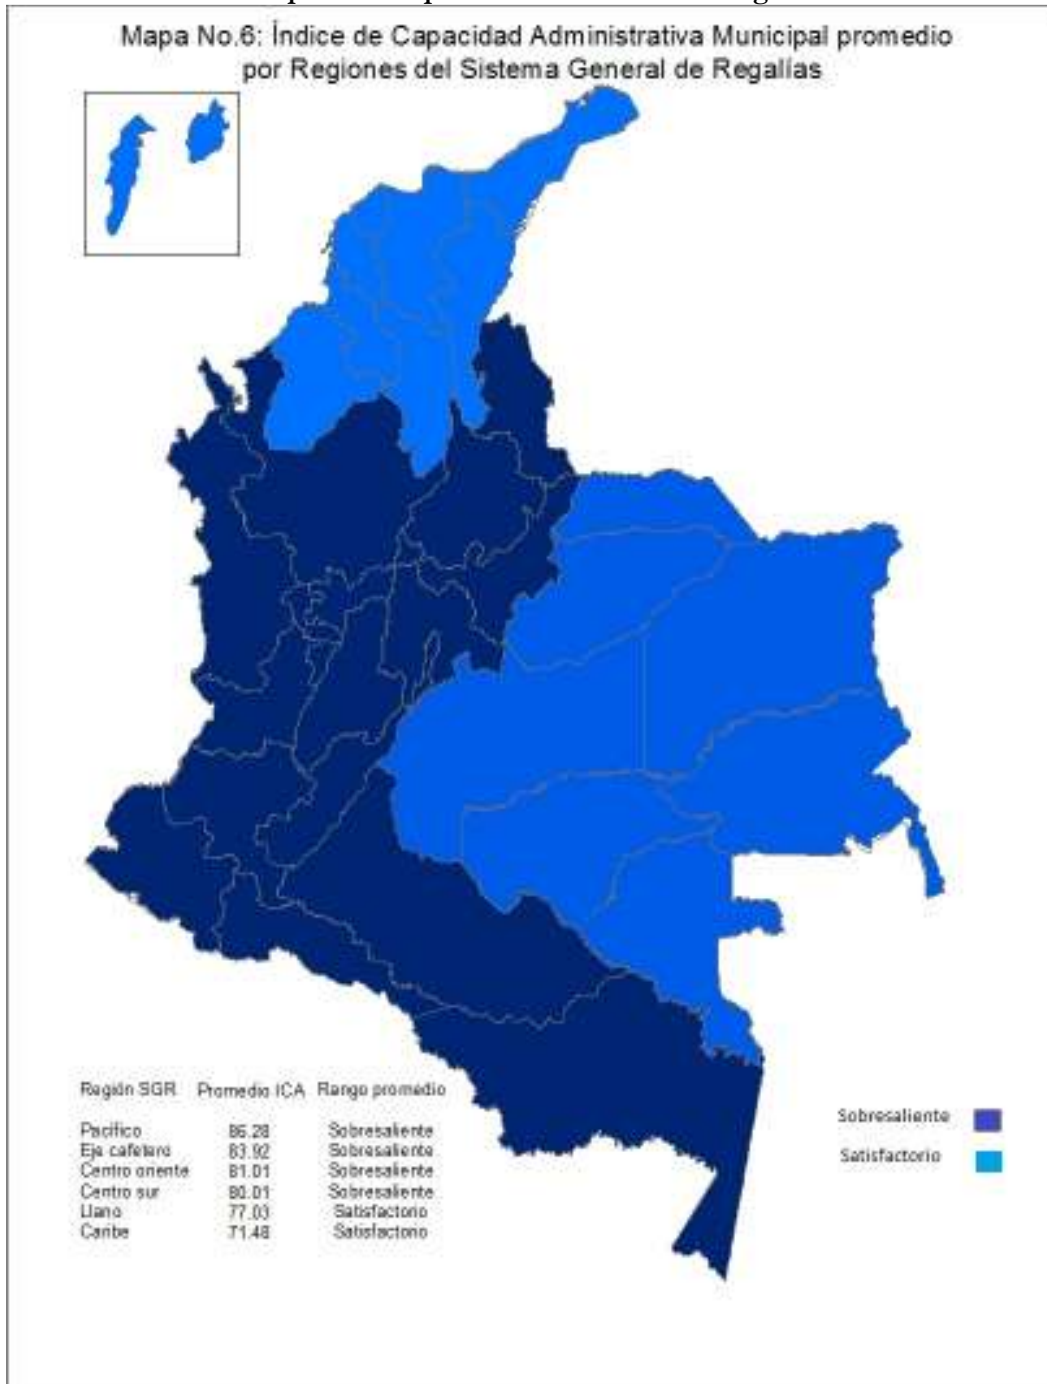 Mapa No.6: Índice de Capacidad Administrativa Municipal promedio
por Regiones del Sistema General de Regalías
Región SGR Promedio ICA Rango promedio
Pacífico 86.28 Sobresaliente
Eje cafetero 83.92 Sobresaliente
Centro oriente 81.01 Sobresaliente
Centro sur 80.01 Sobresaliente
Llano 77.03 Satisfactorio
Caribe 71.48 Satisfactorio
Sobresaliente
Satisfactorio